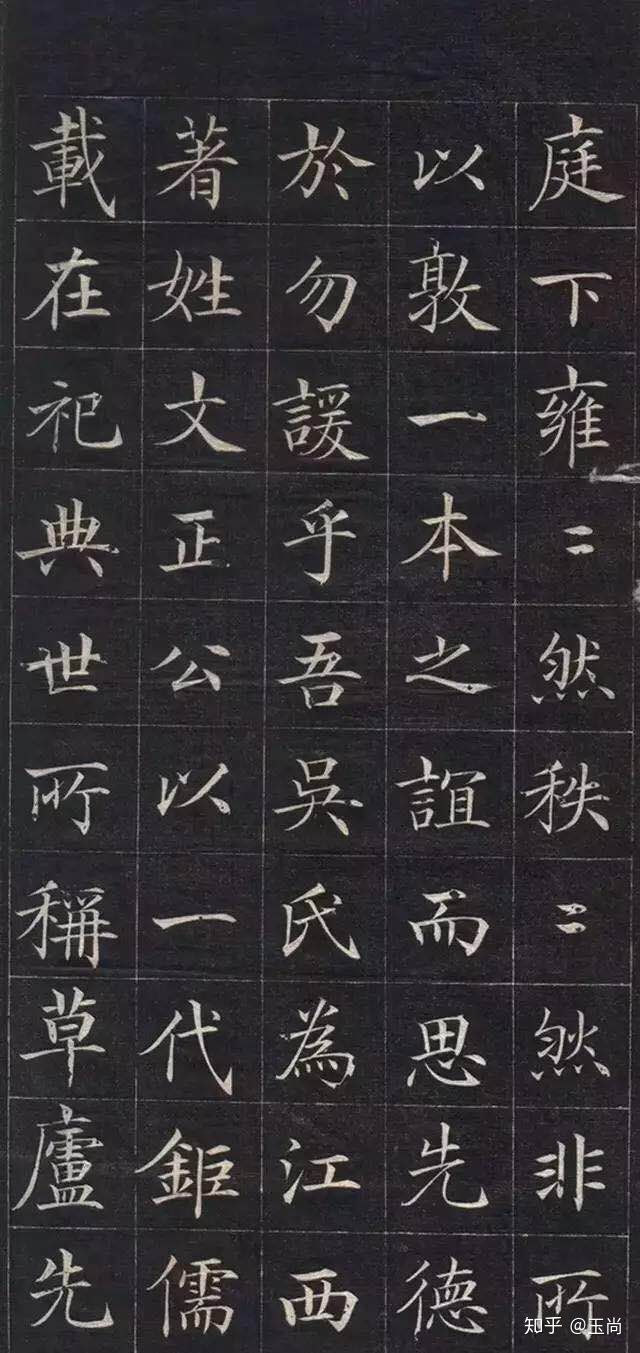 庭下雍〻然秩〻然非所
以敦一本之誼而思先德
於勿諼乎吾吳氏為江西
著姓文正公以一代鉅儒
載在祀典世所稱草廬先
知乎 @玉尚